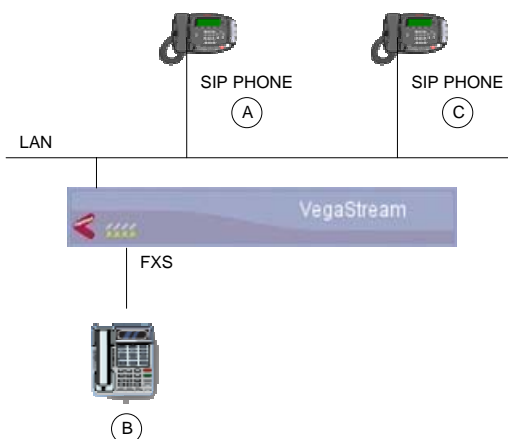 SIP PHONE
SIP PHONE
A
C
LAN
VegaStream
FXS
B